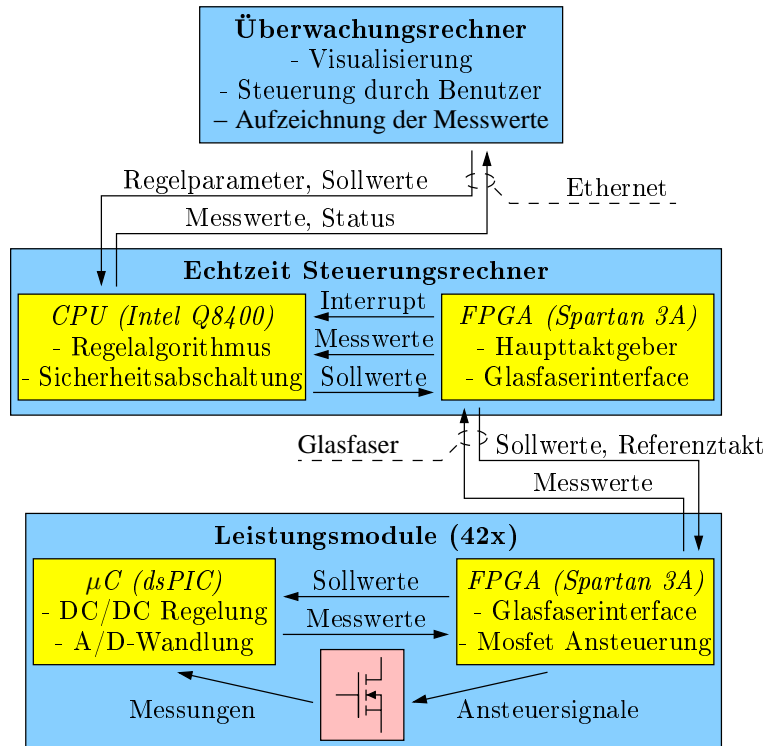 Überwachungsrechner
- Visualisierung
- Steuerung durch Benutzer
– Aufzeichnung der Messwerte
Regelparameter, Sollwerte
Ethernet
Messwerte, Status
Echtzeit Steuerungsrechner
CPU (Intel Q8400)
- Regelalgorithmus
- Sicherheitsabschaltung
Interrupt
Messwerte
Sollwerte
FPGA (Spartan 3A)
- Haupttaktgeber
- Glasfaserinterface
Glasfaser
Sollwerte, Referenztakt
Messwerte
Leistungsmodule (42x)
μC (dsPIC)
- DC/DC Regelung
- A/D-Wandlung
Sollwerte
Messwerte
FPGA (Spartan 3A)
- Glasfaserinterface
- Mosfet Ansteuerung
Messungen
Ansteuersignale